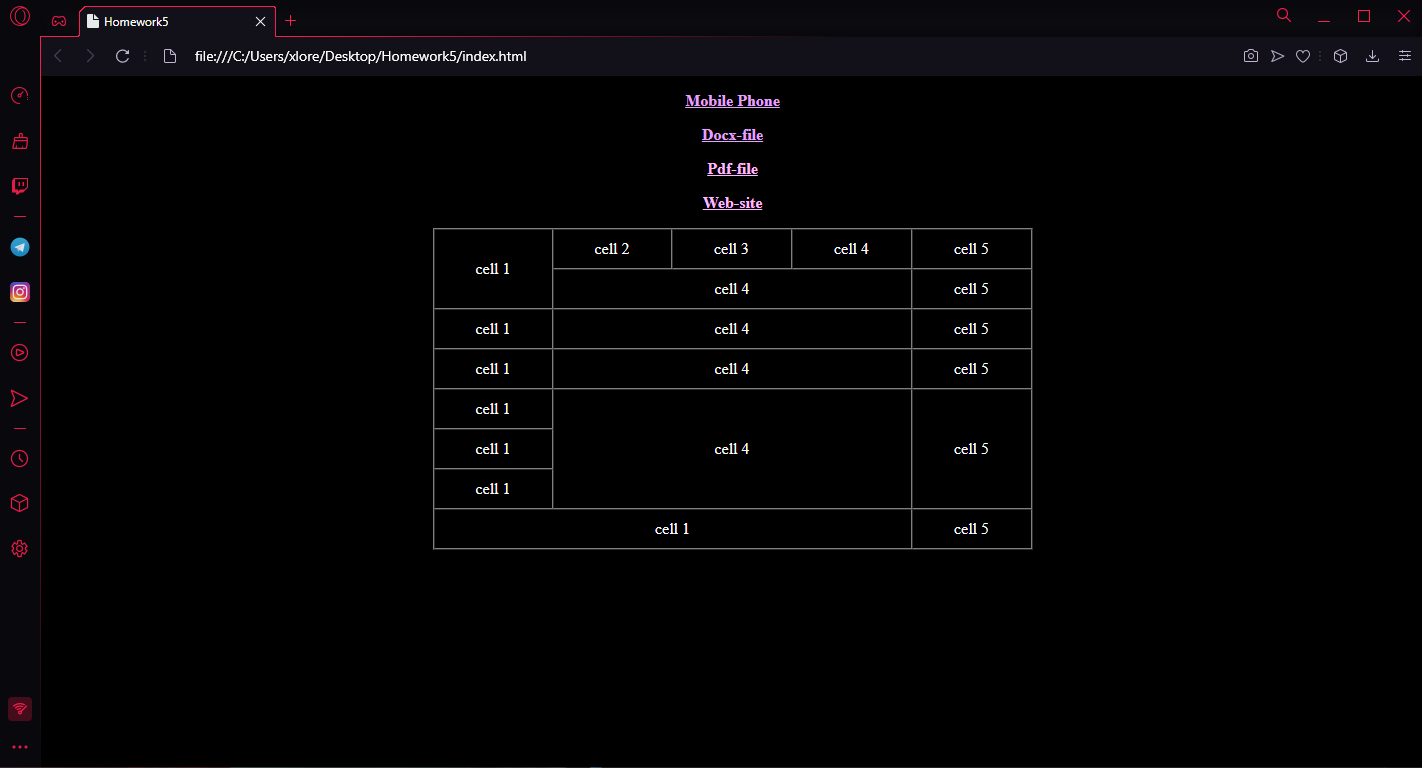 Homework5
file:///C:/Users/xlore/Desktop/Homework5/index.html
Mobile Phone
Docx-file
Pdf-file
Web-site
cell 1 cell 2 cell 3 cell 4 cell 5
cell 4 cell 5
cell 1 cell 4 cell 5
cell 1 cell 4 cell 5
cell 1
cell 1 cell 4 cell 5
cell 1
cell 1 cell 5